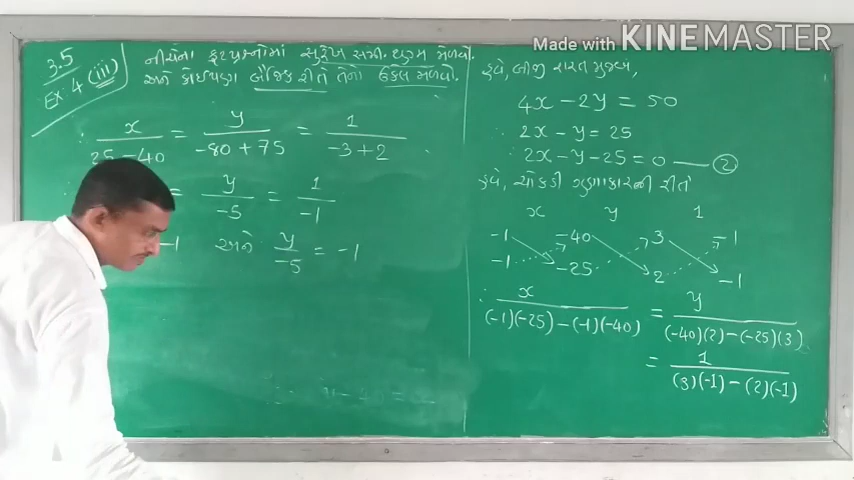 Made with KINEMASTER
3.5
Ex 4 (iii)
નીચેના કૂટપ્રશ્નોમાં સુરેખ સમી. યુગ્મ મેળવો.
અને કોઈપણ બૈજિક રીતે તેના ઉકેલ મેળવો.
x/25-40 = y/-80+75 = 1/-3+2
= y/-5 = 1/-1
-1 અને y/-5 = -1
હવે, બીજી શરત મુજબ,
4x - 2y = 50
∴ 2x - y = 25
∴ 2x - y - 25 = 0 —— ②
હવે, ચોકડી ગુણાકારની રીતે
x y 1
-1 -40 3 -1
-1 -25 2 -1
∴ x/(-1)(-25) - (-1)(-40) = y/(-40)(2) - (-25)(3)
= 1/(3)(-1) - (2)(-1)